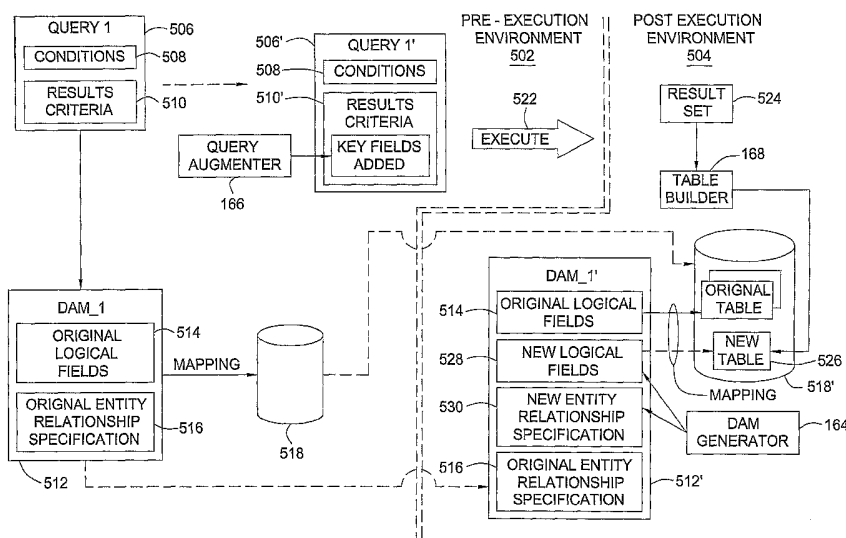 QUERY 1
506
CONDITIONS
508
RESULTS
CRITERIA
510
506'
QUERY 1'
508
CONDITIONS
510'
RESULTS
CRITERIA
KEY FIELDS
ADDED
QUERY
AUGMENTER
166
PRE - EXECUTION
ENVIRONMENT
502
POST EXECUTION
ENVIRONMENT
504
522
EXECUTE
RESULT
SET
524
168
TABLE
BUILDER
DAM_1
514
ORIGINAL
LOGICAL
FIELDS
MAPPING
ORIGNAL ENTITY
RELATIONSHIP
SPECIFICATION
516
512
518
DAM_1'
514
ORIGINAL LOGICAL
FIELDS
528
NEW LOGICAL
FIELDS
530
NEW ENTITY
RELATIONSHIP
SPECIFICATION
516
ORIGINAL ENTITY
RELATIONSHIP
SPECIFICATION
512'
ORIGNAL
TABLE
NEW
TABLE
526
518'
MAPPING
DAM
GENERATOR
164